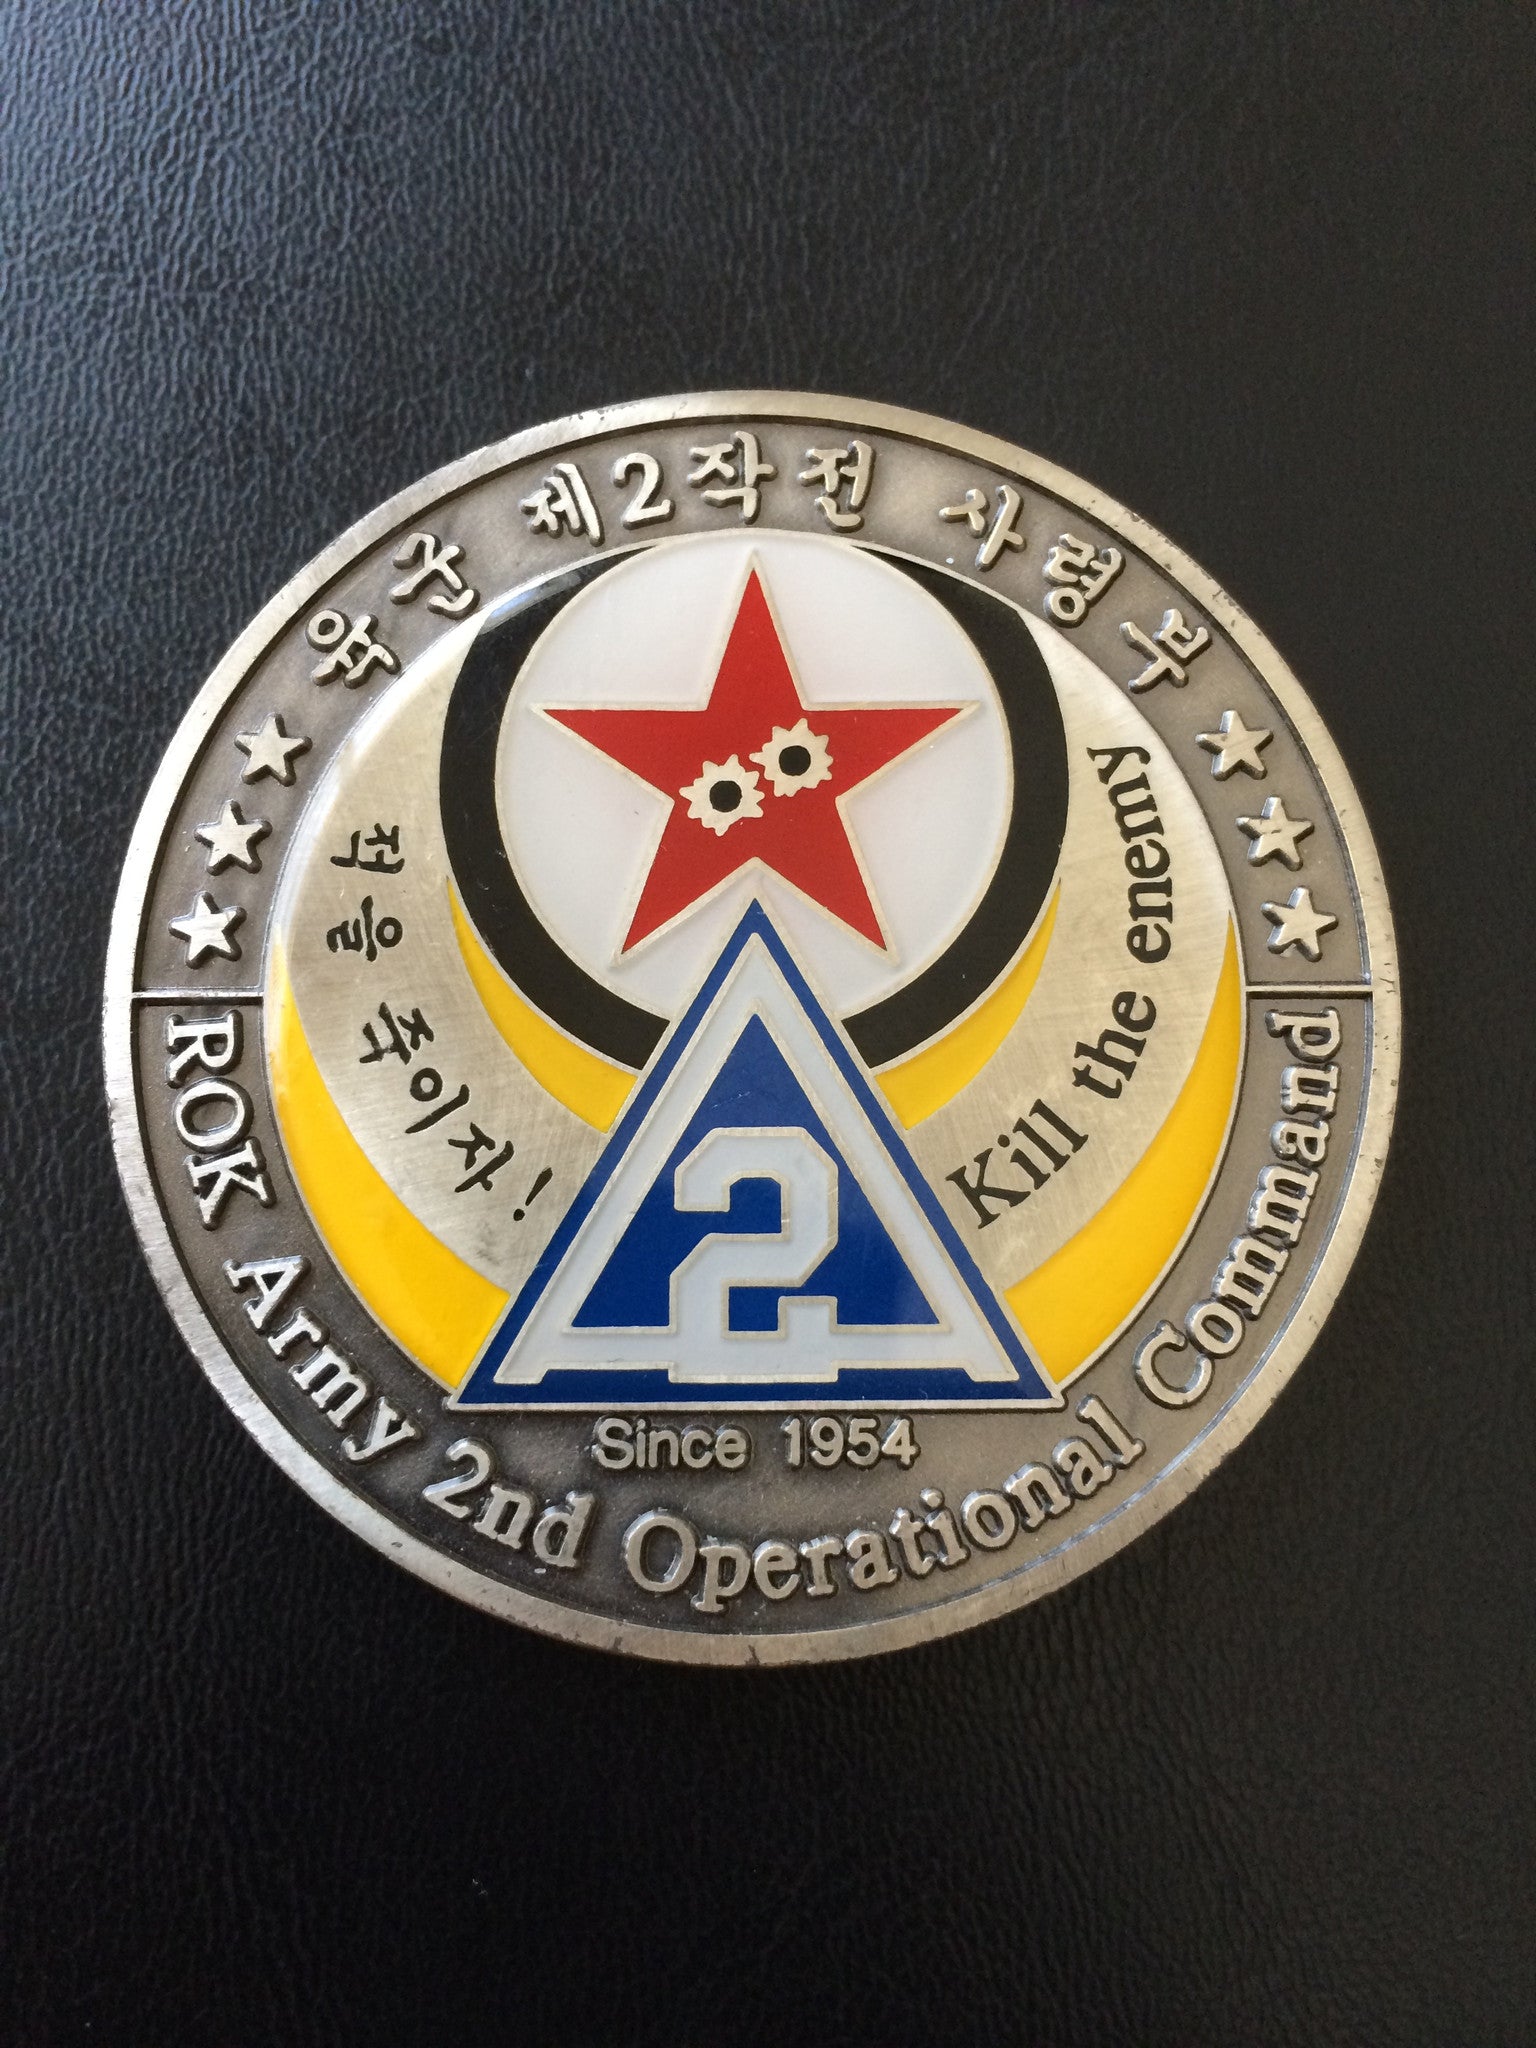 육군 제2작전 사령부
적을 죽이자!
Kill the enemy
2
Since 1954
ROK Army 2nd Operational Command